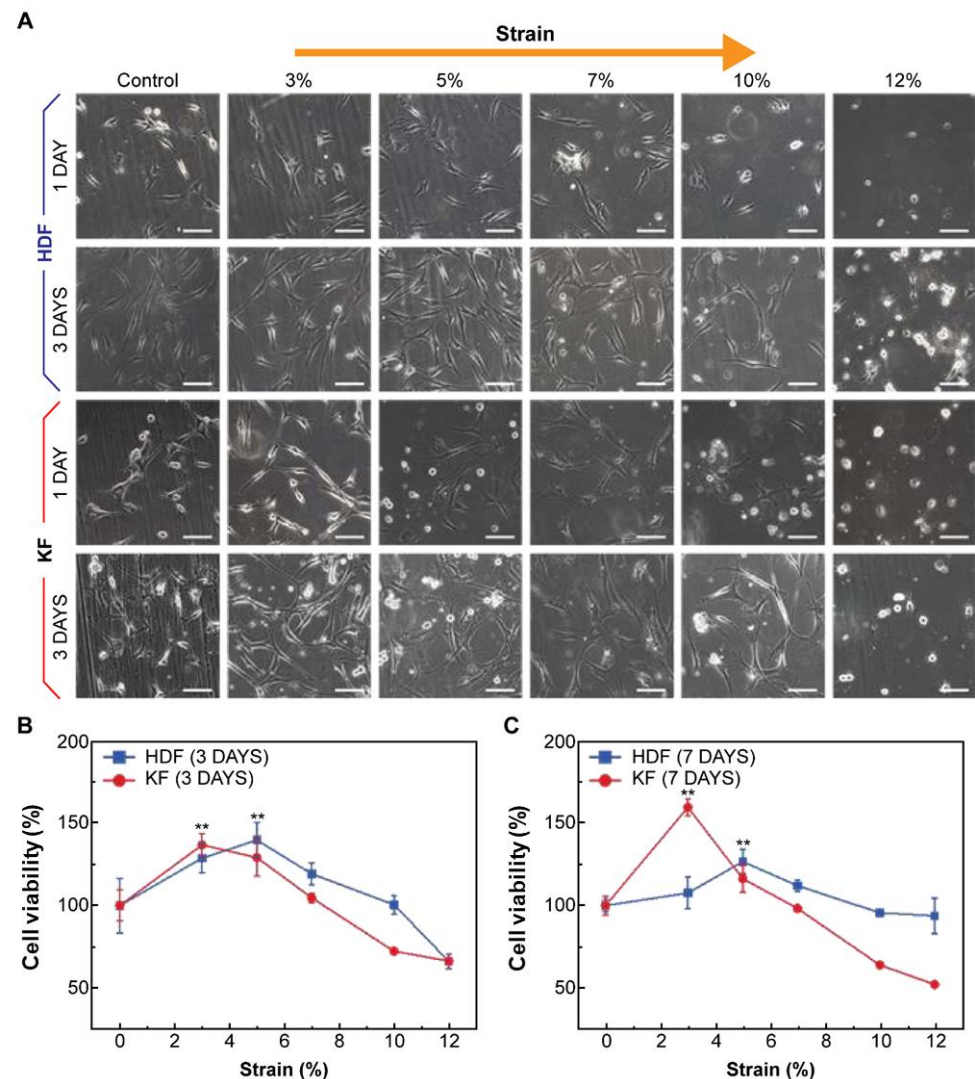 A
Strain
Control 3% 5% 7% 10% 12%
HDF
1 DAY
3 DAYS
KF
1 DAY
3 DAYS
B
200
150
100
50
Cell viability (%)
HDF (3 DAYS)
KF (3 DAYS)
**
**
0 2 4 6 8 10 12
Strain (%)
C
200
150
100
50
Cell viability (%)
HDF (7 DAYS)
KF (7 DAYS)
**
**
0 2 4 6 8 10 12
Strain (%)